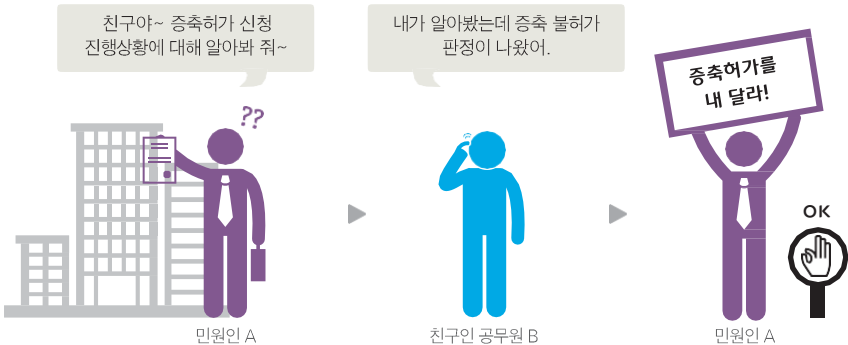 친구야~ 증축허가 신청
진행상황에 대해 알아봐 줘~
내가 알아봤는데 증축 불허가
판정이 나왔어.
증축허가를
내 달라!
??
OK
민원인 A
친구인 공무원 B
민원인 A